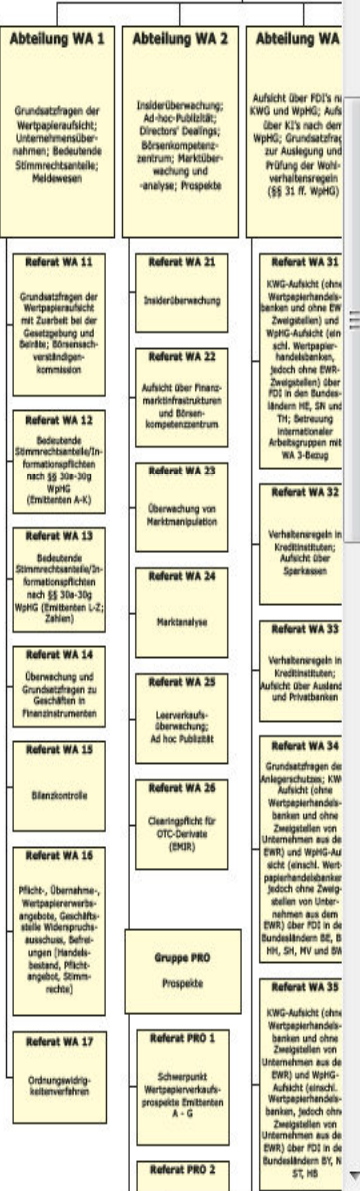 Abteilung WA 1
Grundsatzfragen der
Wertpapieraufsicht;
Unternehmensüber-
nahmen; Bedeutende
Stimmrechtsanteile;
Meldewesen
Referat WA 11
Grundsatzfragen der
Wertpapieraufsicht
mit Zuarbeit bei der
Gesetzgebung und
Beiräte; Börsensach-
verständigen-
kommission
Referat WA 12
Bedeutende
Stimmrechtsanteile/In-
formationspflichten
nach §§ 30a-30g
WpHG
(Emittenten A-K)
Referat WA 13
Bedeutende
Stimmrechtsanteile/In-
formationspflichten
nach §§ 30a-30g
WpHG (Emittenten L-Z;
Zahlen)
Referat WA 14
Überwachung und
Grundsatzfragen zu
Geschäften in
Finanzinstrumenten
Referat WA 15
Bilanzkontrolle
Referat WA 16
Pflicht-, Übernahme-,
Wertpapiererwerbs-
angebote, Geschäfts-
stelle Widerspruchs-
ausschuss, Befrei-
ungen [Handels-
bestand, Pflicht-
angebot, Stimm-
rechte]
Referat WA 17
Ordnungswidrig-
keitenverfahren
Abteilung WA 2
Insiderüberwachung;
Ad-hoc-Publizität;
Directors' Dealings;
Börsenkompetenz-
zentrum; Marktüber-
wachung und
-analyse; Prospekte
Referat WA 21
Insiderüberwachung
Referat WA 22
Aufsicht über Finanz-
marktinfrastrukturen
und Börsen-
kompetenzzentrum
Referat WA 23
Überwachung von
Marktmanipulation
Referat WA 24
Marktanalyse
Referat WA 25
Leerverkaufs-
überwachung;
Ad hoc Publizität
Referat WA 26
Clearingpflicht für
OTC-Derivate
(EMIR)
Gruppe PRO
Prospekte
Referat PRO 1
Schwerpunkt
Wertpapierverkaufs-
prospekte Emittenten
A - G
Referat PRO 2
Abteilung WA
Aufsicht über FDI's
KWG und WpHG;
über KI's nach dem
WpHG;
zur Auslegung und
Prüfung der Wohl-
verhaltensregeln
(§§ 31 ff. WpHG)
Referat WA 31
KWG-Aufsicht (ohne
Wertpapierhandels-
banken und ohne
Zweigstellen) und
WpHG-Aufsicht (ein-
schl. Wertpapier-
handelsbanken,
jedoch ohne EWR-
Zweigstellen) über
FDI in den Bundes-
ländern HE, SN und
TH; Betreuung
internationaler
Arbeitsgruppen mit
WA 3-Bezug
Referat WA 32
Verhaltensregeln in
Kreditinstituten;
Aufsicht über
Sparkassen
Referat WA 33
Verhaltensregeln in
Kreditinstituten;
Aufsicht über
und Privatbanken
Referat WA 34
Grundsatzfragen des
Anlegerschutzes;
Aufsicht (ohne
Wertpapierhandels-
banken und ohne
Zweigstellen von
Unternehmen aus
EWR) und
sicht (einschl. Wert-
papierhandelsbanken
jedoch ohne Zweig-
stellen von Unter-
nehmen aus dem
EWR) über FDI in
Bundesländern BE,
HH, SH, MV und
Referat WA 35
KWG-Aufsicht (ohne
Wertpapierhandels-
banken und ohne
Zweigstellen von
Unternehmen aus
EWR) und WpHG-
Aufsicht (einschl.
Wertpapierhandels-
banken, jedoch ohne
Zweigstellen von
Unternehmen aus
EWR) über FDI in
Bundesländern BY,
ST, HB